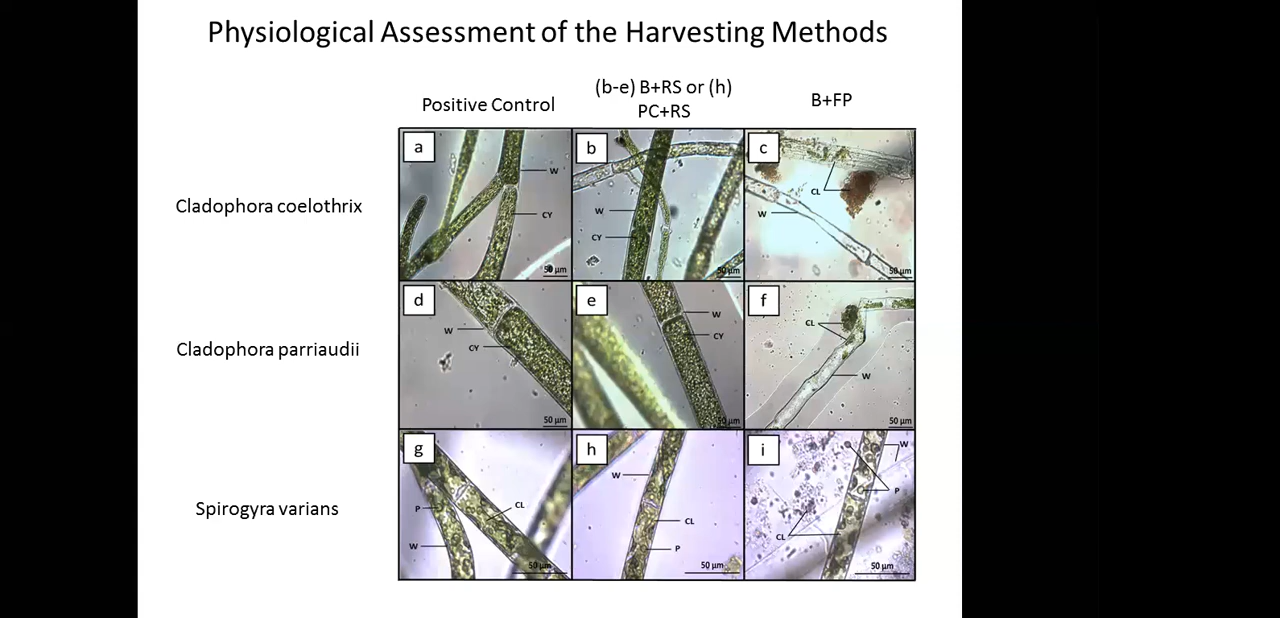 Physiological Assessment of the Harvesting Methods
Positive Control
(b-e) B+RS or (h)
PC+RS
B+FP
Cladophora coelothrix
a
W
CY
50 μm
b
W
CY
50 μm
c
CL
W
50 μm
Cladophora parriaudii
d
W
CY
50 μm
e
W
CY
50 μm
f
CL
W
50 μm
Spirogyra varians
g
CL
P
W
50 μm
h
W
CL
P
50 μm
i
W
P
CL
50 μm